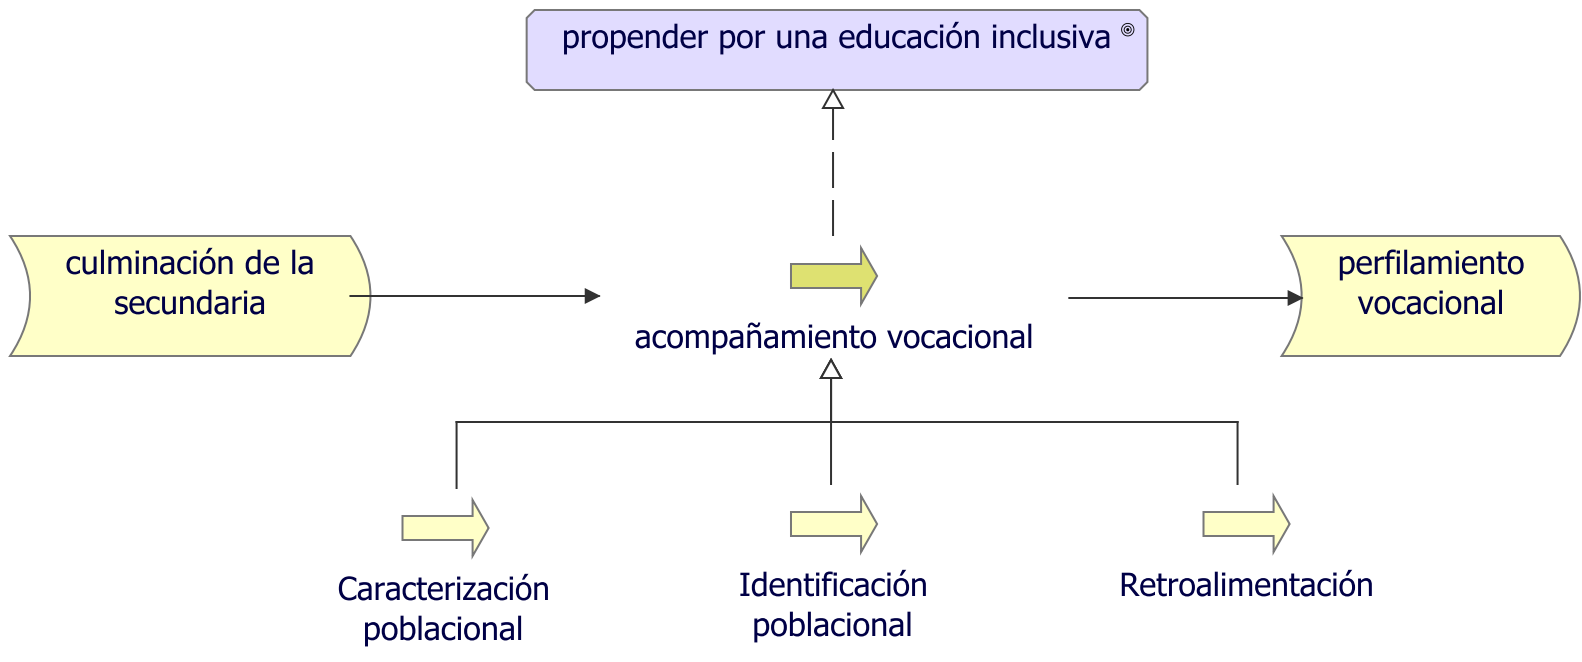 propender por una educación inclusiva
culminación de la
secundaria
acompañamiento vocacional
perfilamiento
vocacional
Caracterización
poblacional
Identificación
poblacional
Retroalimentación